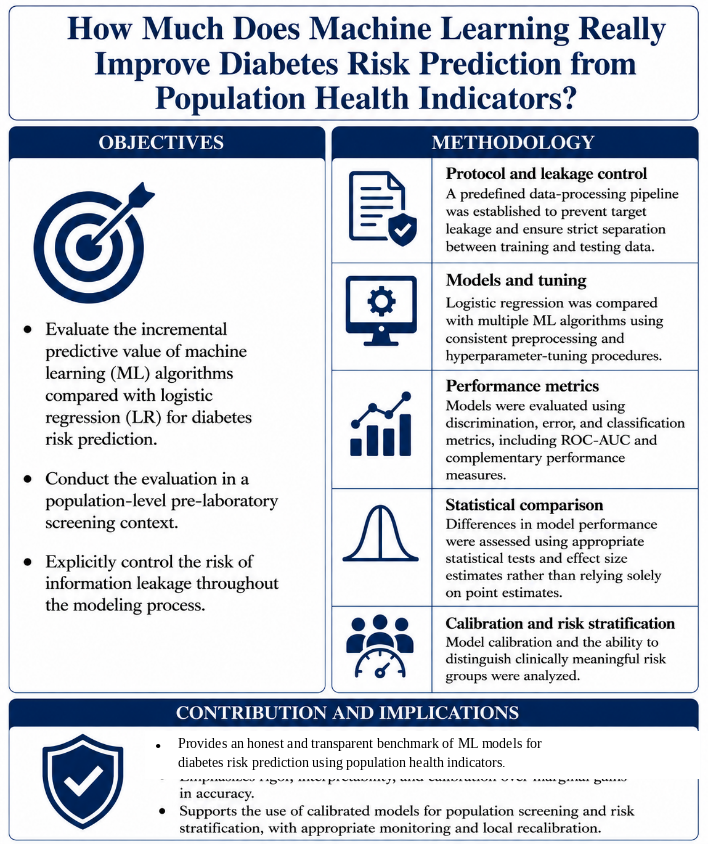 How Much Does Machine Learning Really
Improve Diabetes Risk Prediction from
Population Health Indicators?
OBJECTIVES
• Evaluate the incremental
predictive value of machine
learning (ML) algorithms
compared with logistic
regression (LR) for diabetes
risk prediction.
• Conduct the evaluation in a
population-level pre-laboratory
screening context.
• Explicitly control the risk of
information leakage throughout
the modeling process.
METHODOLOGY
Protocol and leakage control
A predefined data-processing pipeline
was established to prevent target
leakage and ensure strict separation
between training and testing data.
Models and tuning
Logistic regression was compared
with multiple ML algorithms using
consistent preprocessing and
hyperparameter-tuning procedures.
Performance metrics
Models were evaluated using
discrimination, error, and classification
metrics, including ROC-AUC and
complementary performance
measures.
Statistical comparison
Differences in model performance
were assessed using appropriate
statistical tests and effect size
estimates rather than relying solely
on point estimates.
Calibration and risk stratification
Model calibration and the ability to
distinguish clinically meaningful risk
groups were analyzed.
CONTRIBUTION AND IMPLICATIONS
• Provides an honest and transparent benchmark of ML models for
diabetes risk prediction using population health indicators.
• Emphasizes rigor, interpretability, and calibration over marginal gains
in accuracy.
• Supports the use of calibrated models for population screening and risk
stratification, with appropriate monitoring and local recalibration.